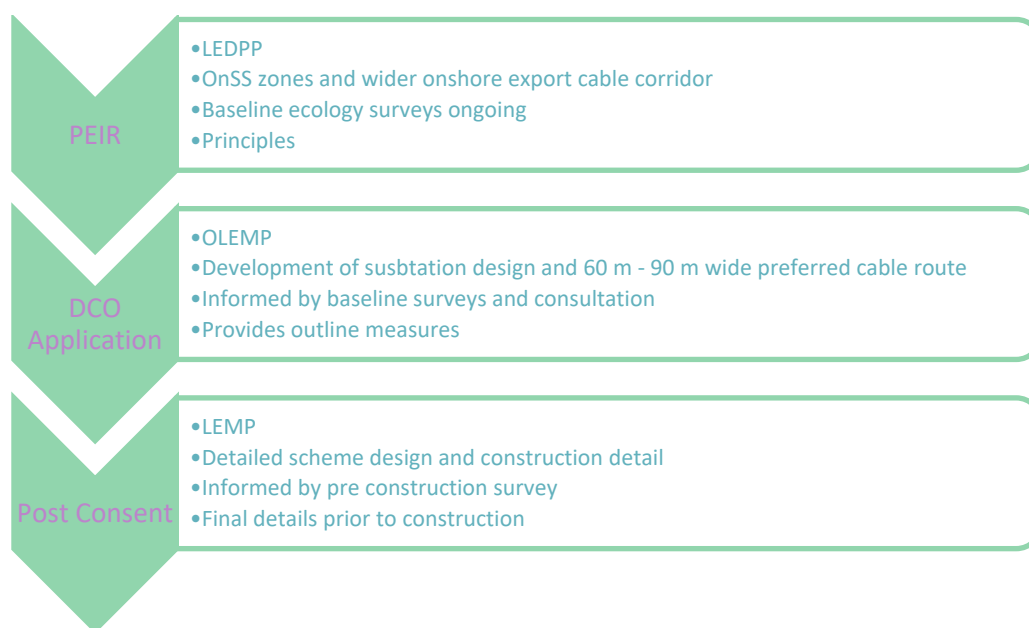 PEIR
•LEDPP
•OnSS zones and wider onshore export cable corridor
•Baseline ecology surveys ongoing
•Principles
DCO
Application
•OLEMP
•Development of susbtation design and 60 m - 90 m wide preferred cable route
•Informed by baseline surveys and consultation
•Provides outline measures
Post Consent
•LEMP
•Detailed scheme design and construction detail
•Informed by pre construction survey
•Final details prior to construction